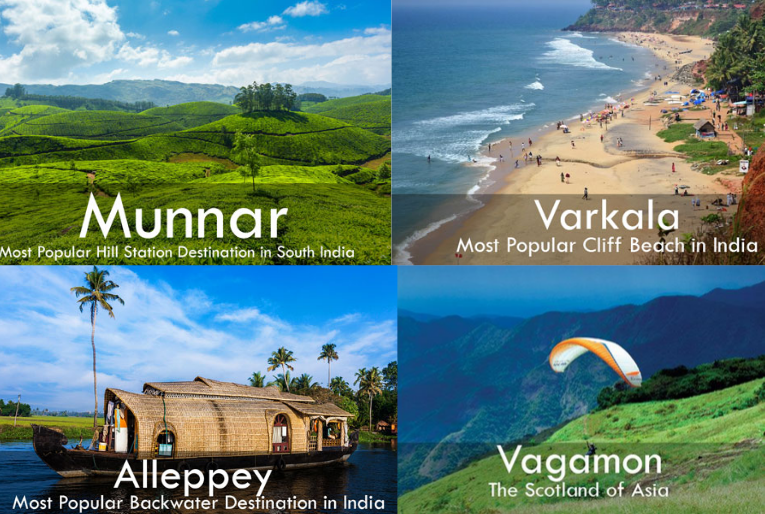 Munnar
Most Popular Hill Station Destination in South India
Varkala
Most Popular Cliff Beach in India
Alleppey
Most Popular Backwater Destination in India
Vagamon
The Scotland of Asia